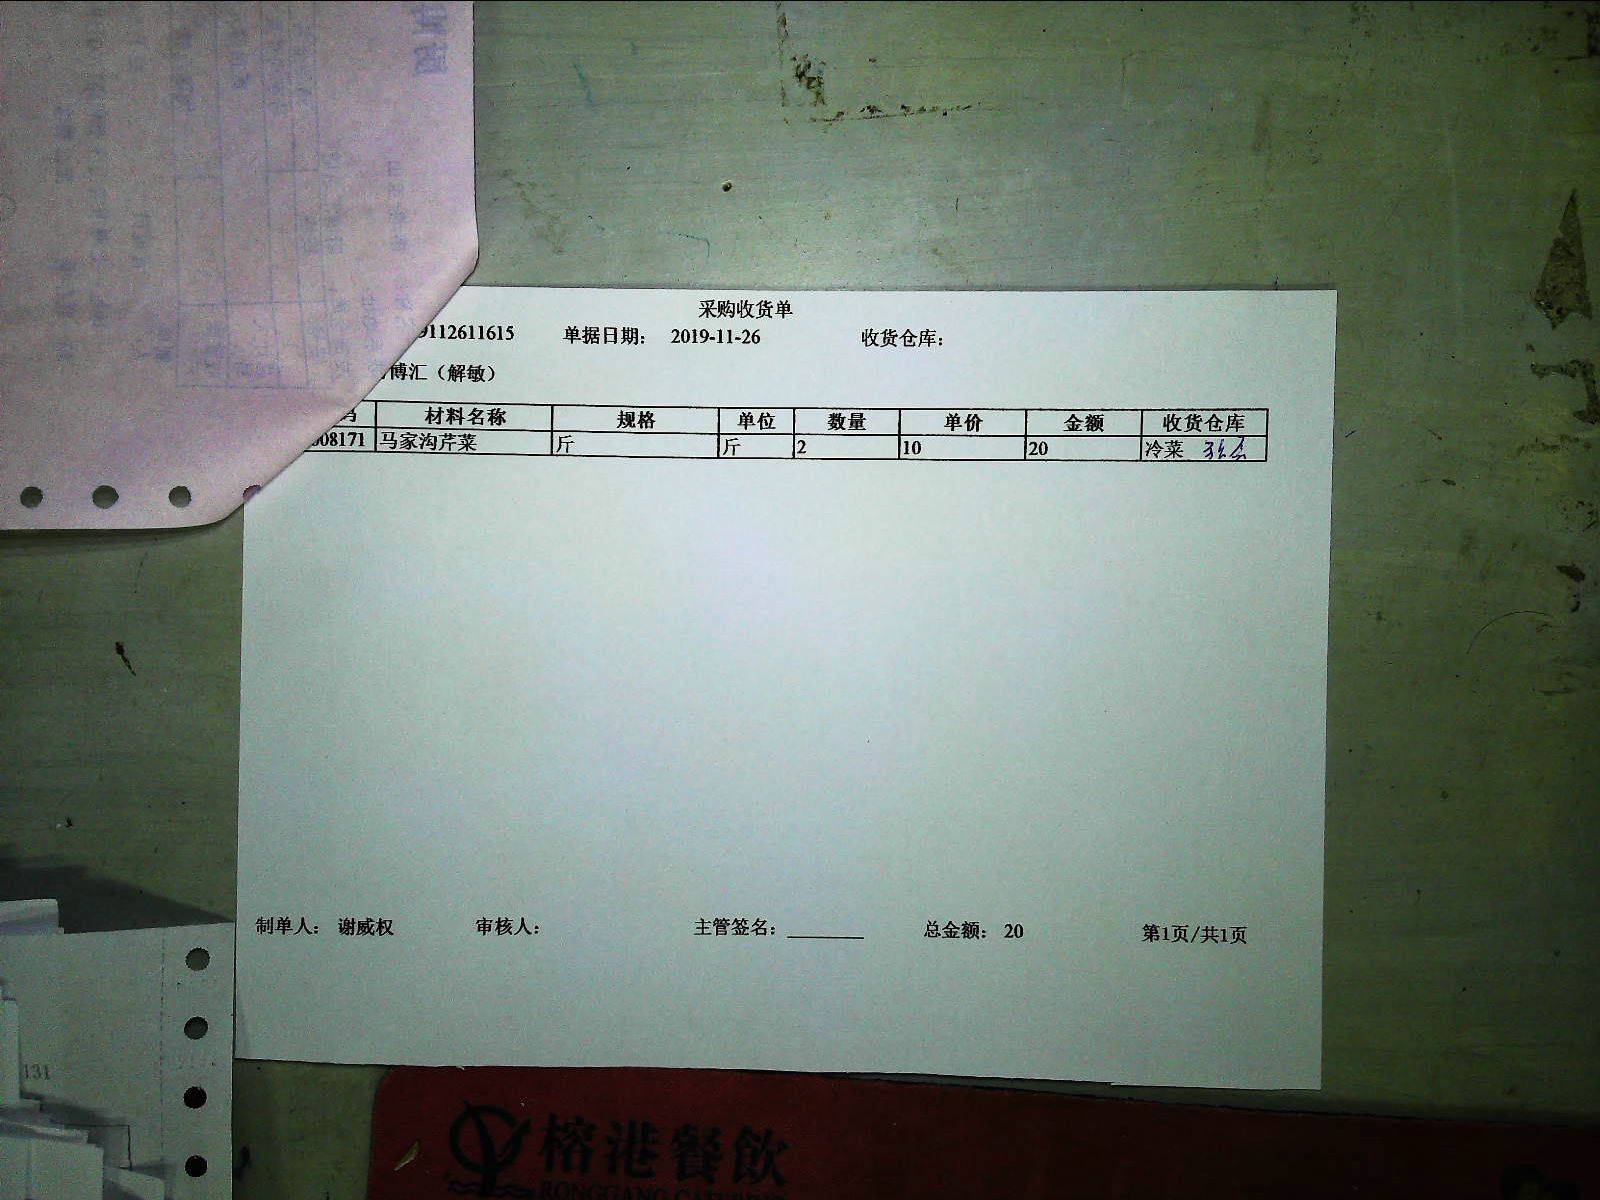 采购收货单
9112611615 单据日期： 2019-11-26 收货仓库：
博汇（解敏）
码 材料名称 规格 单位 数量 单价 金额 收货仓库
008171 马家沟芹菜 斤 斤 2 10 20 冷菜
制单人： 谢威权 审核人： 主管签名： 总金额： 20 第1页/共1页
131
榕港餐飲
RONGGANG CATERING